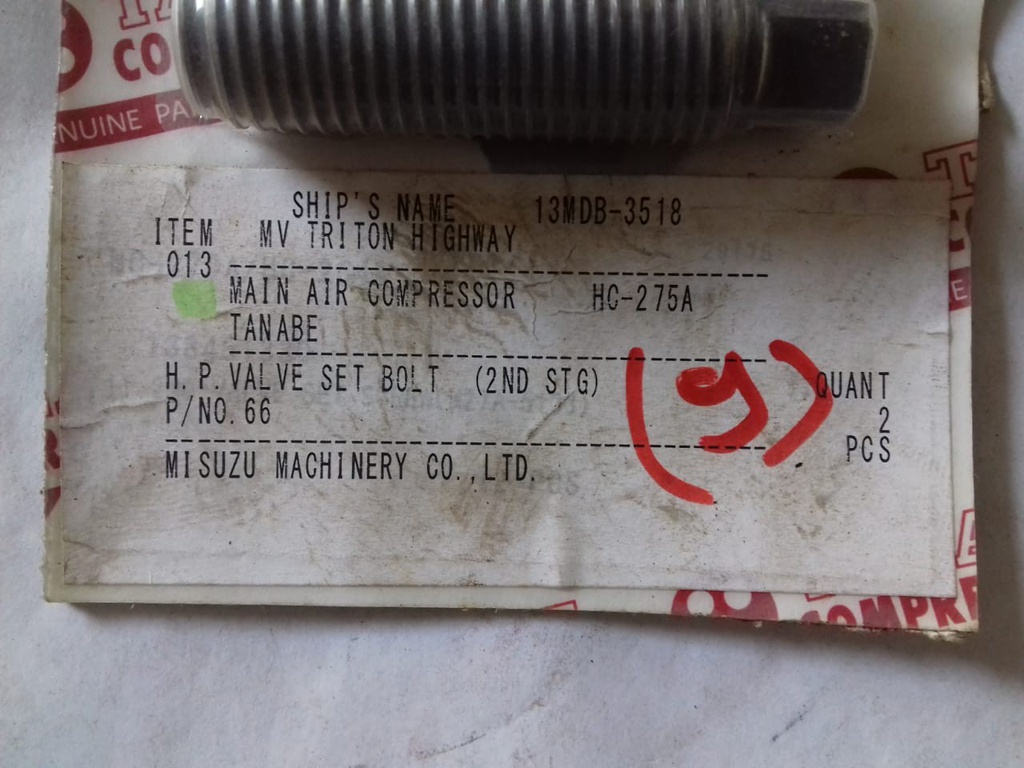 CO
NUINE PA
SHIP'S NAME 13MDB-3518
ITEM MV TRITON HIGHWAY
013
MAIN AIR COMPRESSOR HC-275A
TANABE
H.P.VALVE SET BOLT (2ND STG) QUANT
P/NO.66 2
PCS
MISUZU MACHINERY CO.,LTD.
(9)
COMPRE